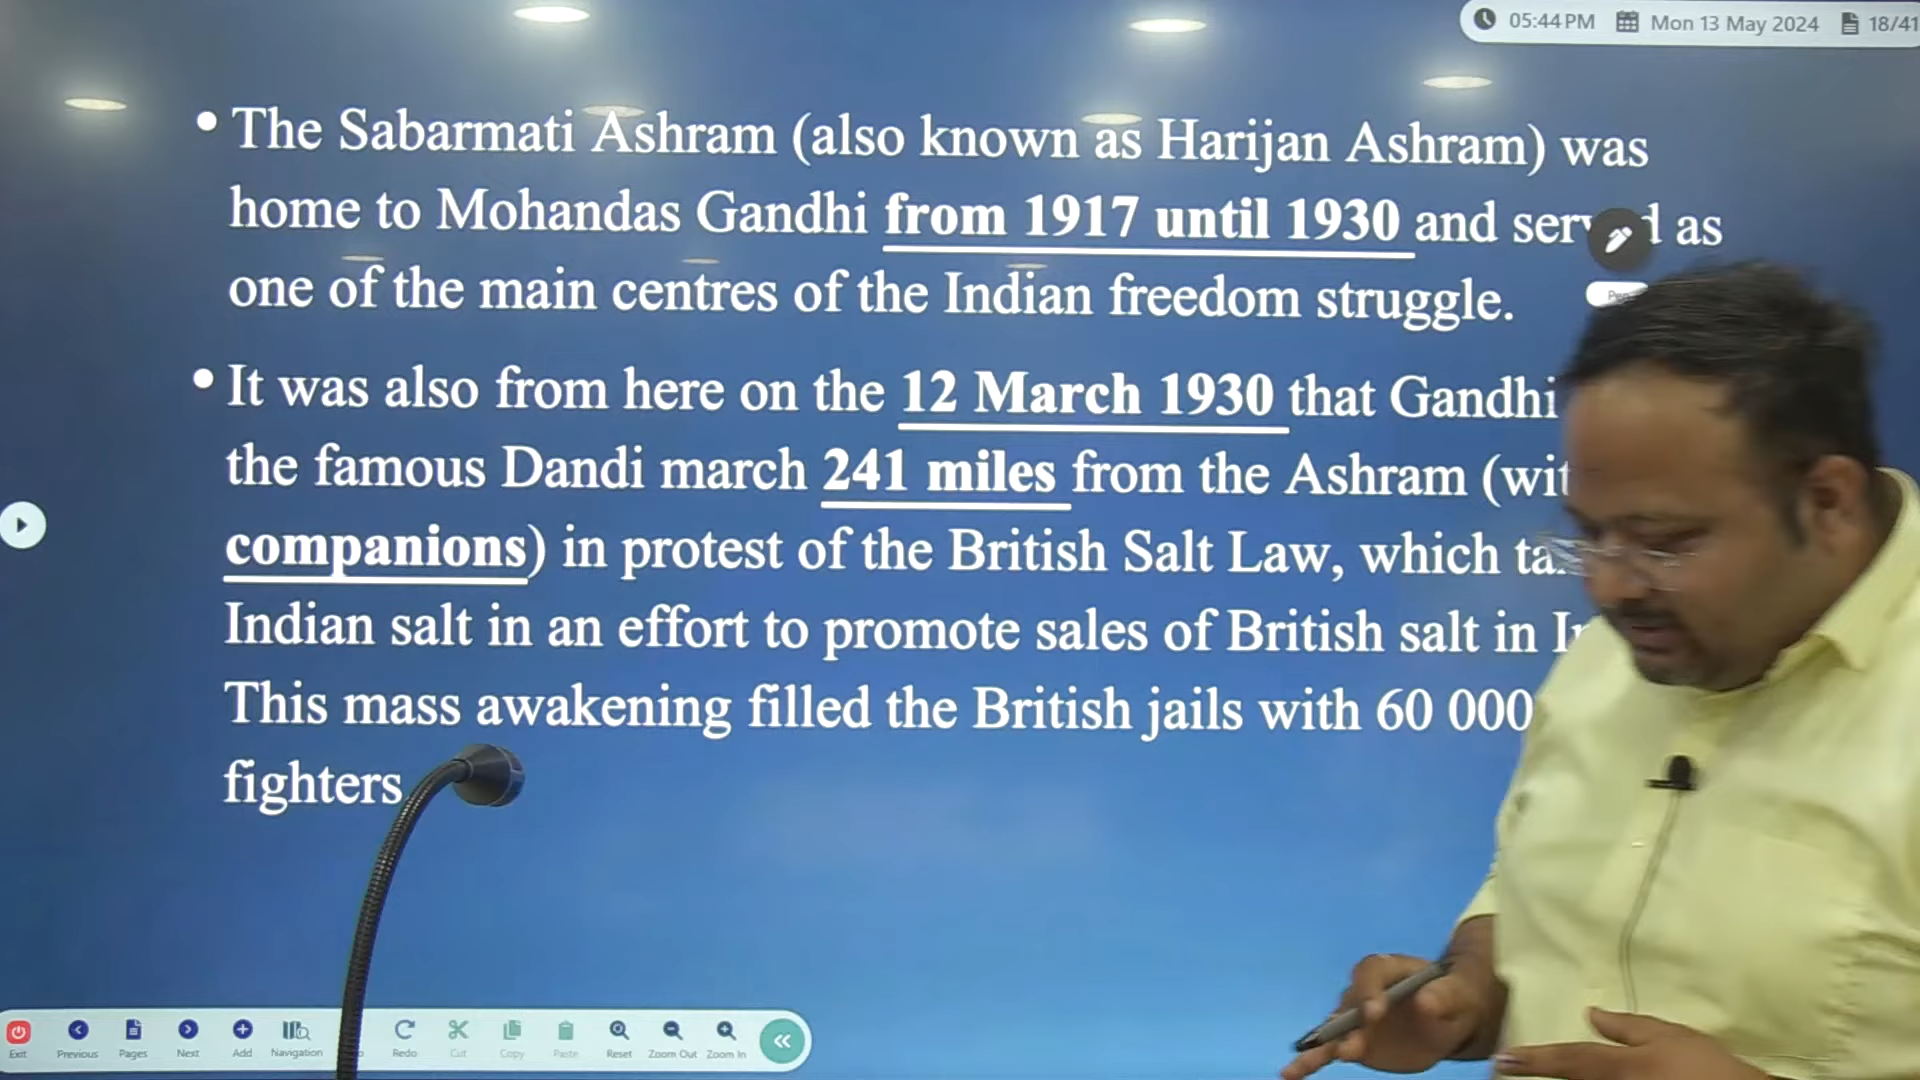 05:44 PM Mon 13 May 2024 18/41
• The Sabarmati Ashram (also known as Harijan Ashram) was
home to Mohandas Gandhi from 1917 until 1930 and as
one of the main centres of the Indian freedom struggle.
• It was also from here on the 12 March 1930 that Gandhi
the famous Dandi march 241 miles from the Ashram
companions) in protest of the British Salt Law, which
Indian salt in an effort to promote sales of British salt in
This mass awakening filled the British jails with 60 000
fighters
Exit Previous Pages Next Add Navigation Redo Cut Copy Paste Reset Zoom Out Zoom In